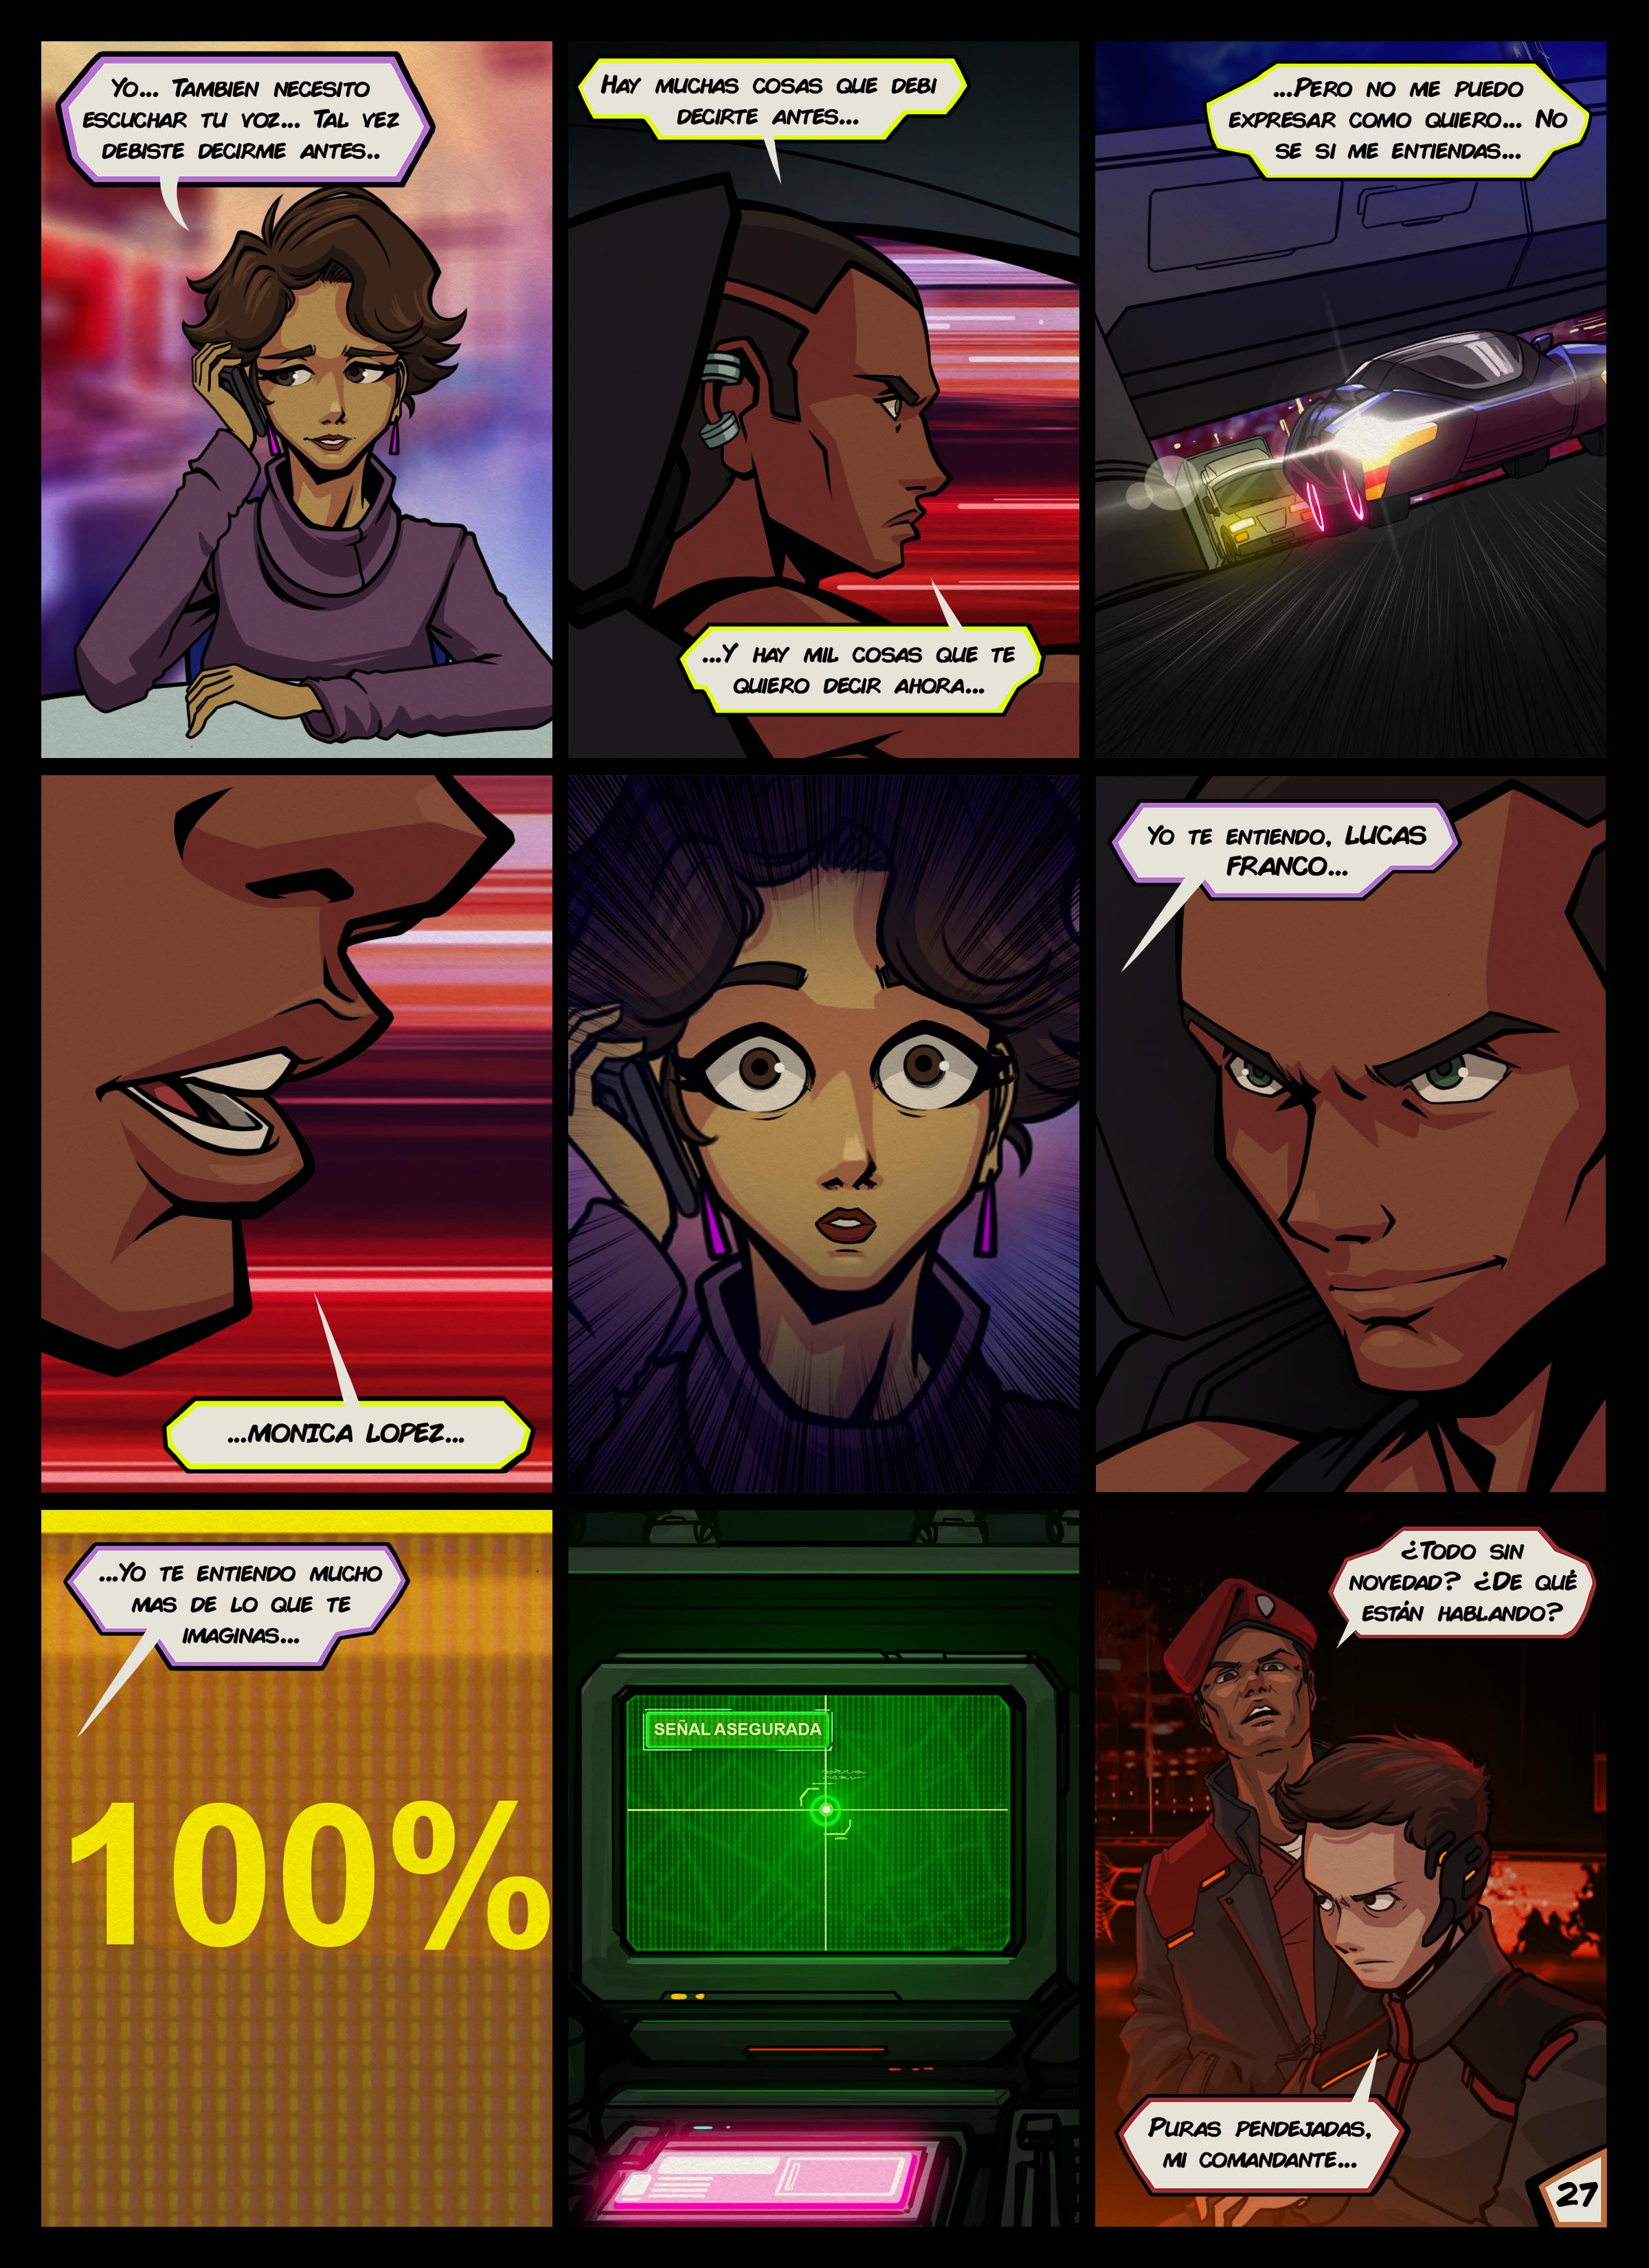 Yo... Tambien necesito
escuchar tu voz... Tal vez
debiste decirme antes..
Hay muchas cosas que debi
decirte antes...
...Y hay mil cosas que te
quiero decir ahora...
...Pero no me puedo
expresar como quiero... No
se si me entiendas...
...MONICA LOPEZ...
Yo te entiendo, LUCAS
FRANCO...
...Yo te entiendo mucho
mas de lo que te
imaginas...
100%
SEÑAL ASEGURADA
¿Todo sin
novedad? ¿De qué
están hablando?
Puras pendejadas,
mi comandante...
27